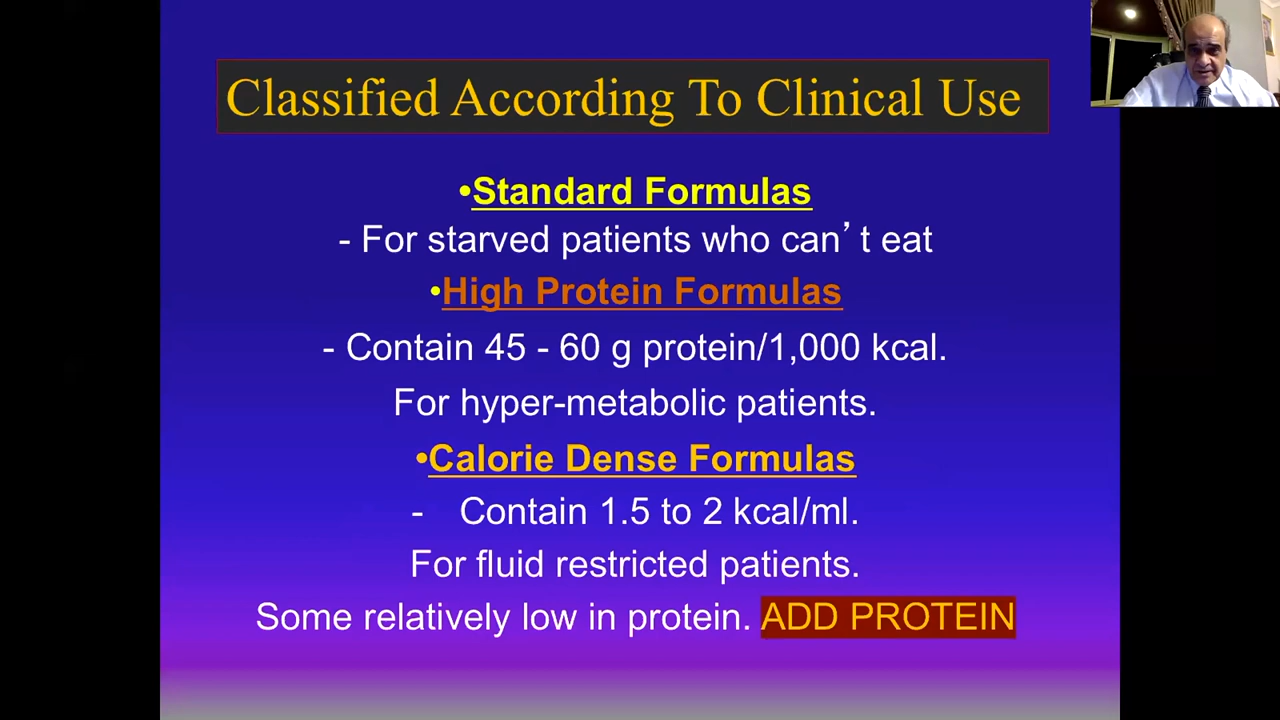 Classified According To Clinical Use
•Standard Formulas
- For starved patients who can’t eat
•High Protein Formulas
- Contain 45 - 60 g protein/1,000 kcal.
For hyper-metabolic patients.
•Calorie Dense Formulas
- Contain 1.5 to 2 kcal/ml.
For fluid restricted patients.
Some relatively low in protein. ADD PROTEIN